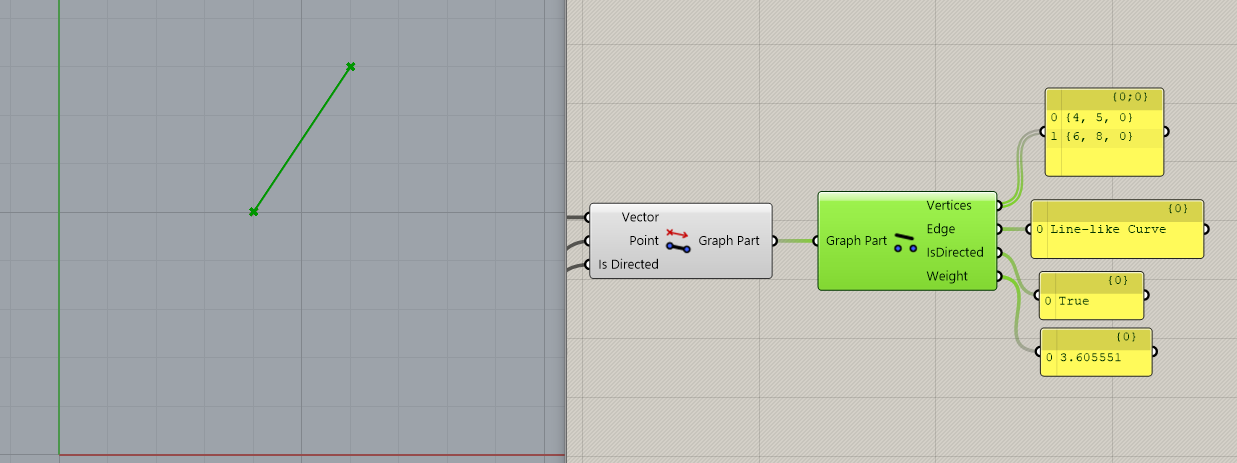 Vector
Point
Is Directed
Graph Part
Graph Part
Vertices
Edge
IsDirected
Weight
{0;0}
0 {4, 5, 0}
1 {6, 8, 0}
{0}
0 Line-like Curve
{0}
0 True
{0}
0 3.605551